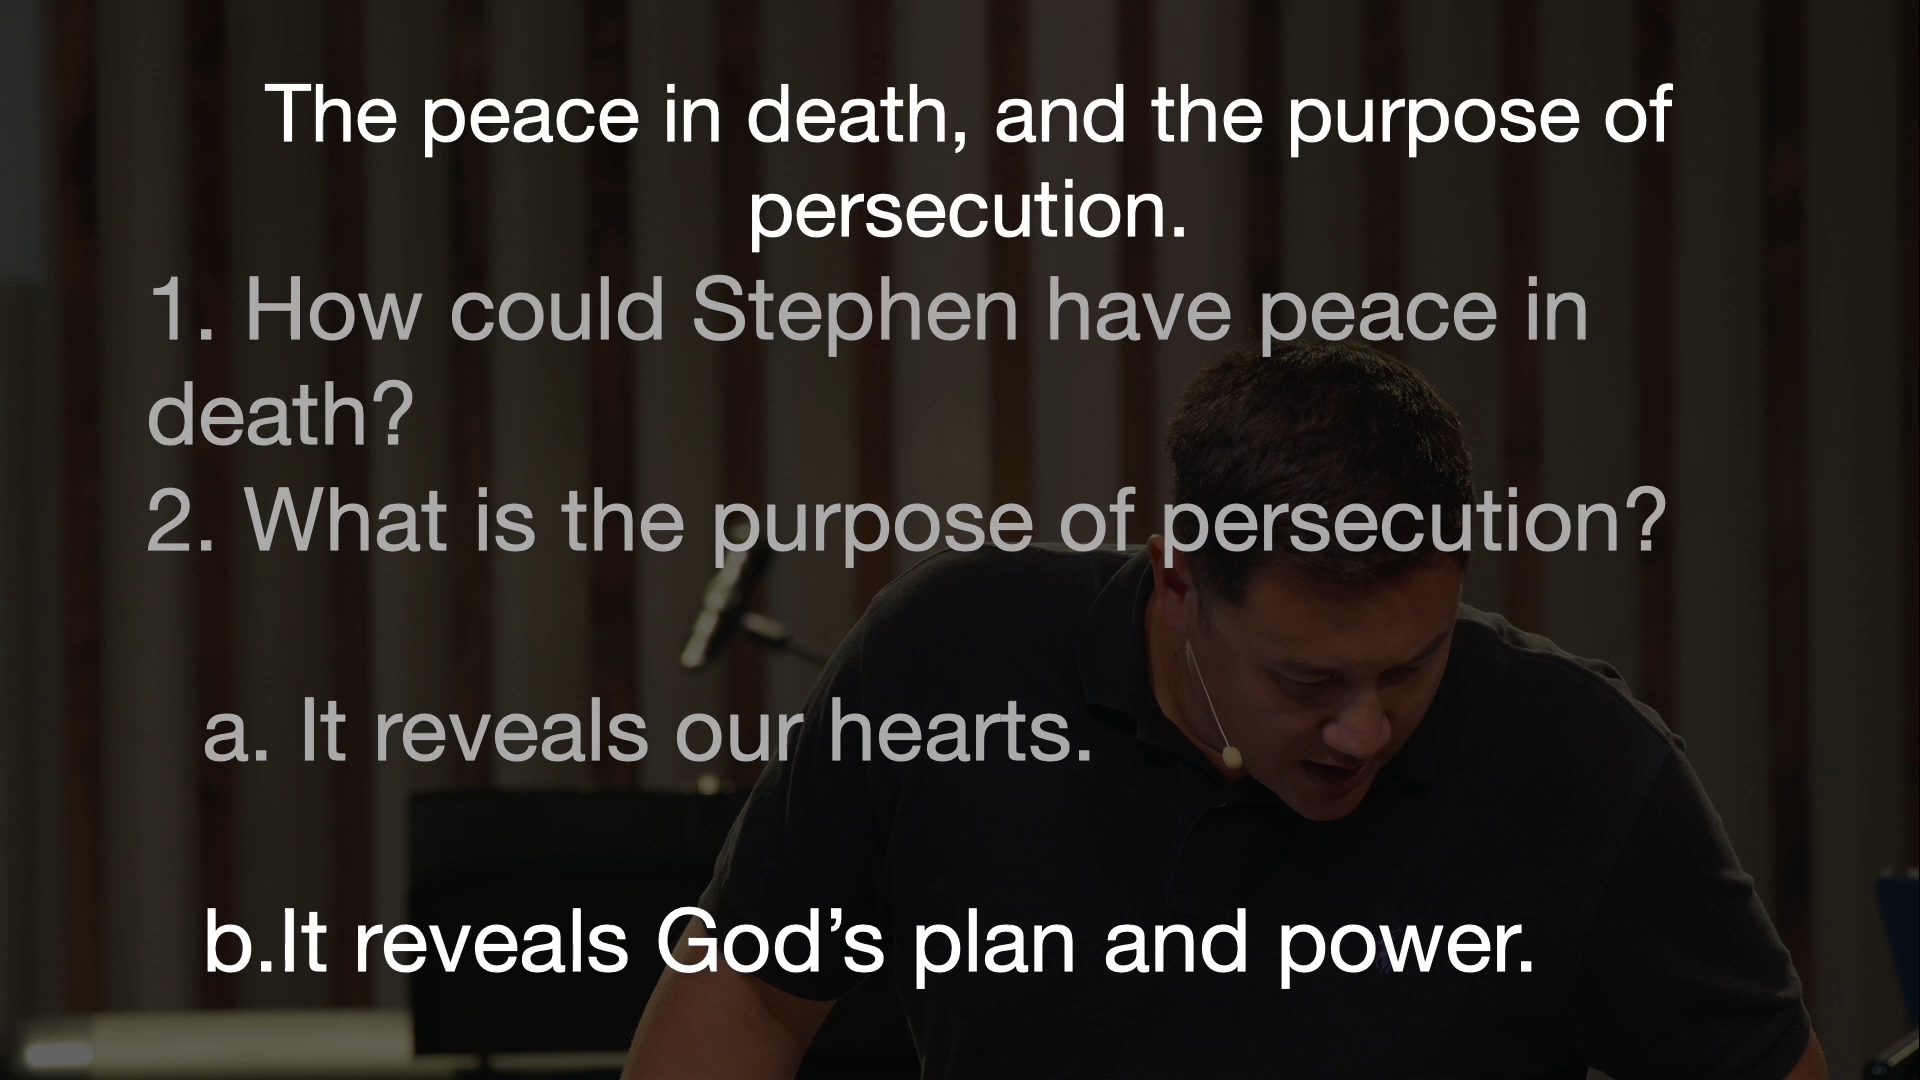 The peace in death, and the purpose of
persecution.
1. How could Stephen have peace in
death?
2. What is the purpose of persecution?
a. It reveals our hearts.
b.It reveals God’s plan and power.